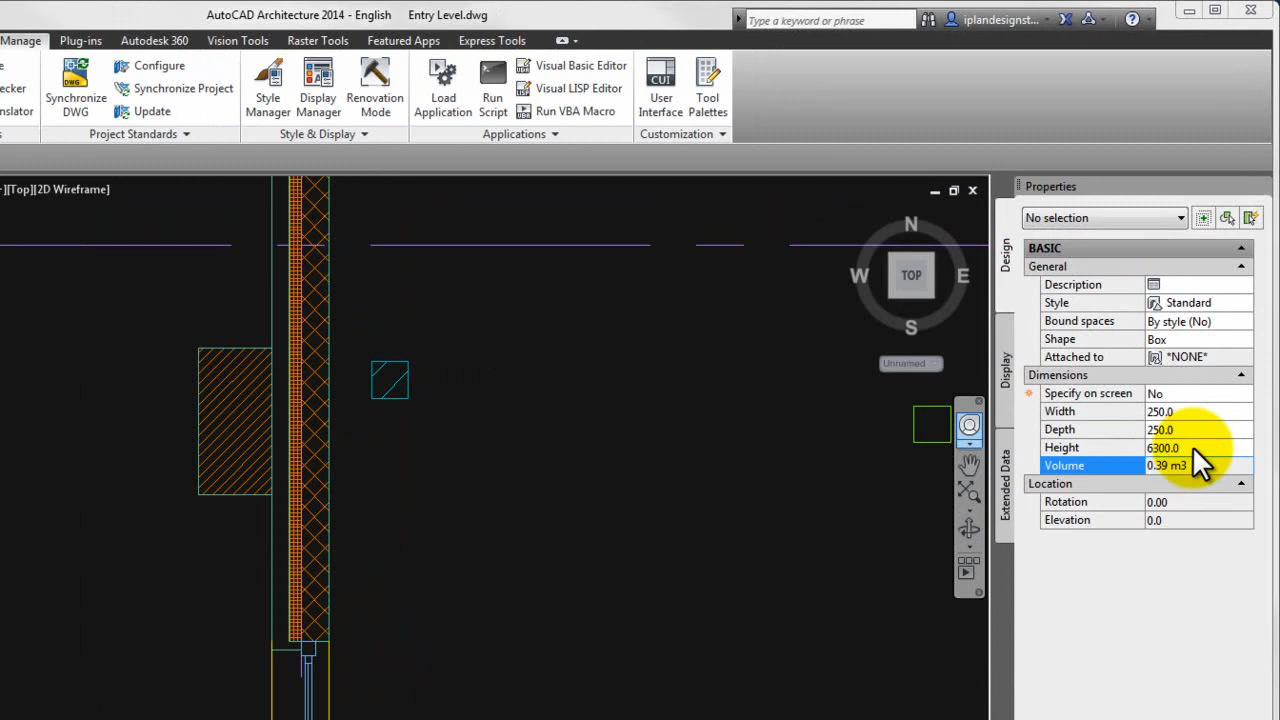 AutoCAD Architecture 2014 - English Entry Level.dwg
Type a keyword or phrase
iplandesignst...
Manage Plug-ins Autodesk 360 Vision Tools Raster Tools Featured Apps Express Tools
Configure
Synchronize Project
Update
Synchronize
DWG
Project Standards
Style
Manager
Display
Manager
Renovation
Mode
Style & Display
Load
Application
Run
Script
Visual Basic Editor
Visual LISP Editor
Run VBA Macro
Applications
CUI
User
Interface
Tool
Palettes
Customization
][Top][2D Wireframe]
N
W
TOP
E
S
Unnamed
Design
Display
Extended Data
Properties
No selection
BASIC
General
Description
Style Standard
Bound spaces By style (No)
Shape Box
Attached to *NONE*
Dimensions
Specify on screen No
Width 250.0
Depth 250.0
Height 6300.0
Volume 0.39 m3
Location
Rotation 0.00
Elevation 0.0